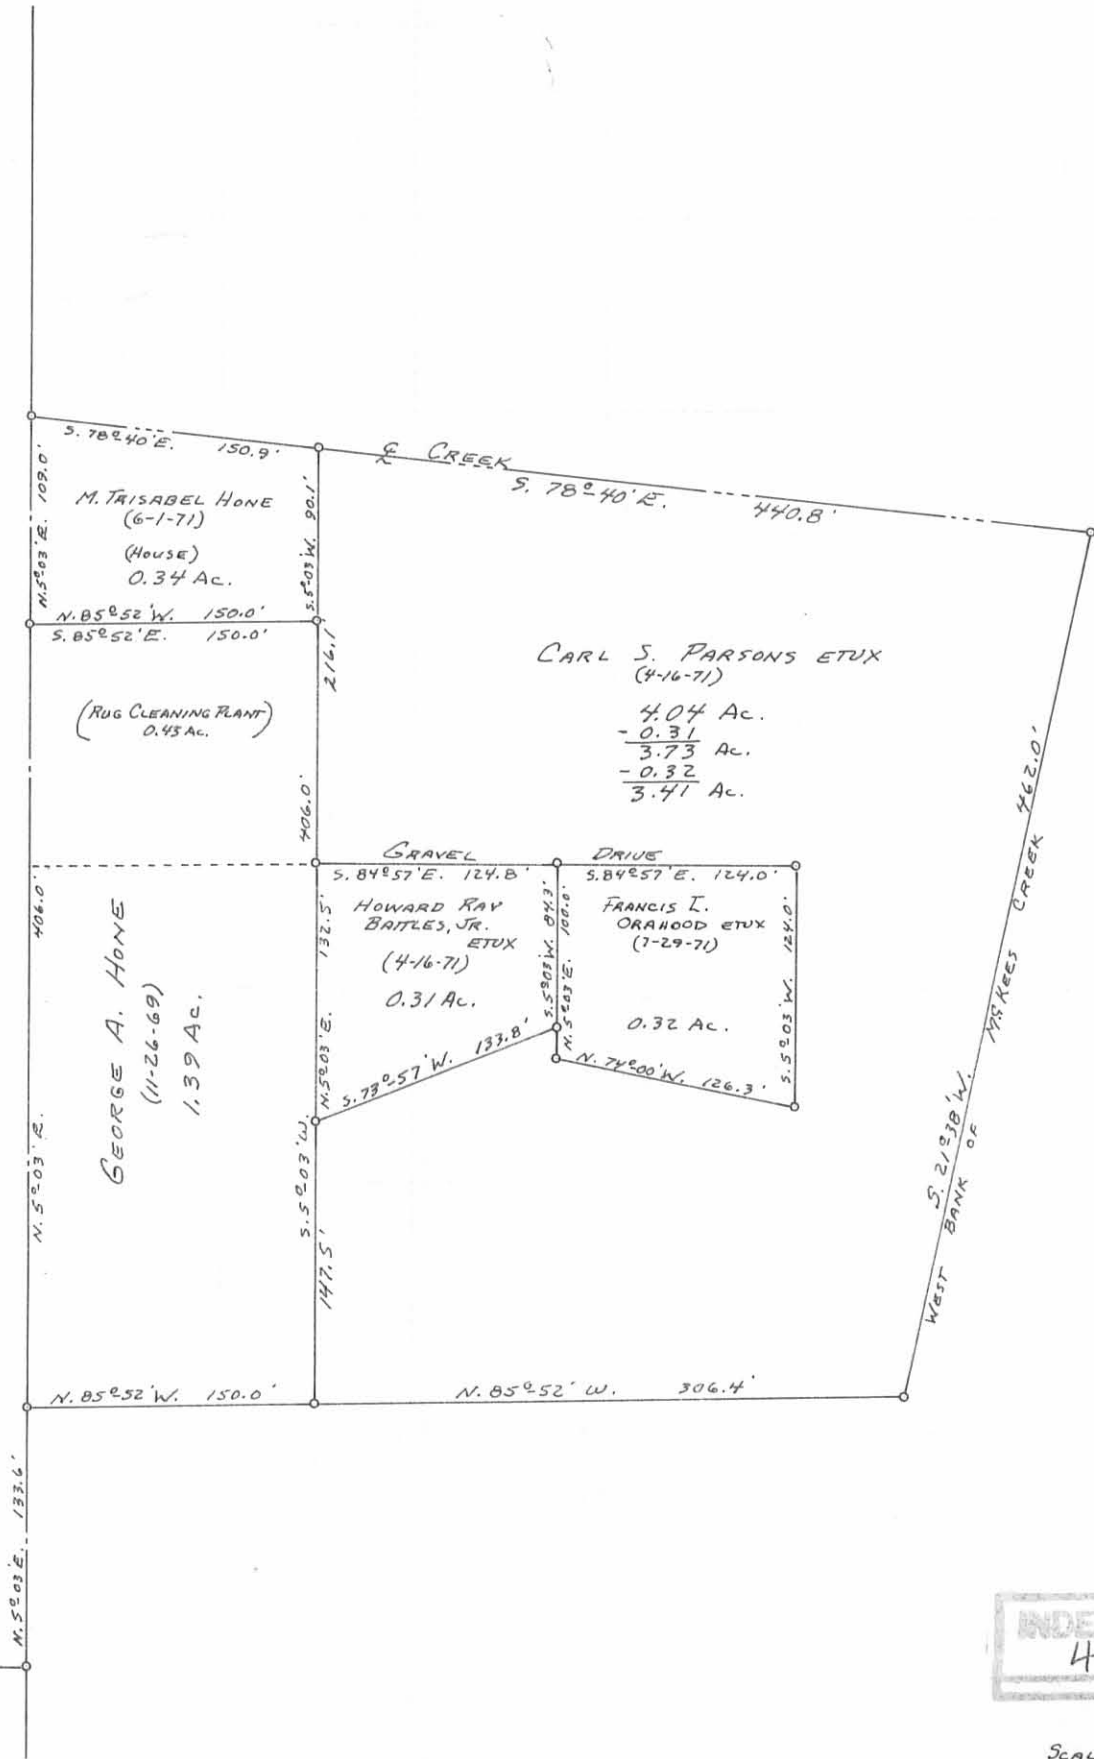 S. 78°-40' E. 150.9'
℄ CREEK
S. 78°-40' E. 440.8'
N. 5°-03' E. 109.0'
M. TRISABEL HONE
(6-1-71)
(HOUSE)
0.34 AC.
S. 5°-03' W. 90.1'
N. 85°-52' W. 150.0'
S. 85°-52' E. 150.0'
216.1'
(RUG CLEANING PLANT)
0.45 AC.
CARL S. PARSONS ETUX
(4-16-71)
4.04 AC.
- 0.31
3.73 AC.
- 0.32
3.41 AC.
406.0'
GRAVEL DRIVE
S. 84°57' E. 124.8'
S. 84°57' E. 124.0'
N. 5°-03' E. 406.0'
GEORGE A. HONE
(11-26-69)
1.39 AC.
N. 5°03' E. 132.5'
HOWARD RAY
BAITLES, JR.
ETUX
(4-16-71)
0.31 AC.
S. 5°03' W. 84.3'
N. 5°03' E. 100.0'
FRANCIS I.
ORAHOOD ETUX
(7-29-71)
0.32 AC.
S. 5°03' W. 124.0'
S. 73°-57' W. 133.8'
N. 74°-00' W. 126.3'
S. 5°-03' W.
147.5'
S. 21°38' W. 462.0'
WEST BANK OF McKEES CREEK
N. 85°-52' W. 150.0'
N. 85°-52' W. 306.4'
N. 5°03' E. 133.6'
INDE
4
SCAL